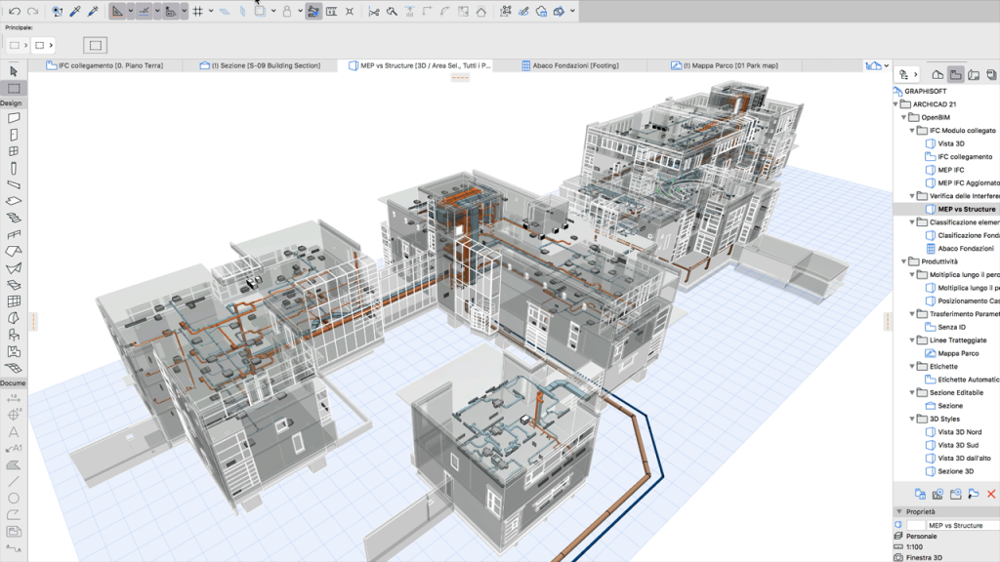 Principale:
IFC collegamento [0. Piano Terra]
(!) Sezione [S-09 Building Section]
MEP vs Structure [3D / Area Sel., Tutti i P...
Abaco Fondazioni [Footing]
(!) Mappa Parco [01 Park map]
Design
Docume
GRAPHISOFT
ARCHICAD 21
OpenBIM
IFC Modulo collegato
Vista 3D
IFC collegamento
MEP IFC
MEP IFC Aggiornato
Verifica delle Interfere
MEP vs Structure
Classificazione elemen
Classificazione Fond
Abaco Fondazioni
Produttività
Moltiplica lungo il perc
Moltiplica lungo il p
Posizionamento Cas
Trasferimento Paramet
Senza ID
Linee Tratteggiate
Mappa Parco
Etichette
Etichette Automatic
Sezione Editabile
Sezione
3D Styles
Vista 3D Nord
Vista 3D Sud
Vista 3D dall'alto
Sezione 3D
Proprietà
MEP vs Structure
Personale
1:100
Finestra 3D